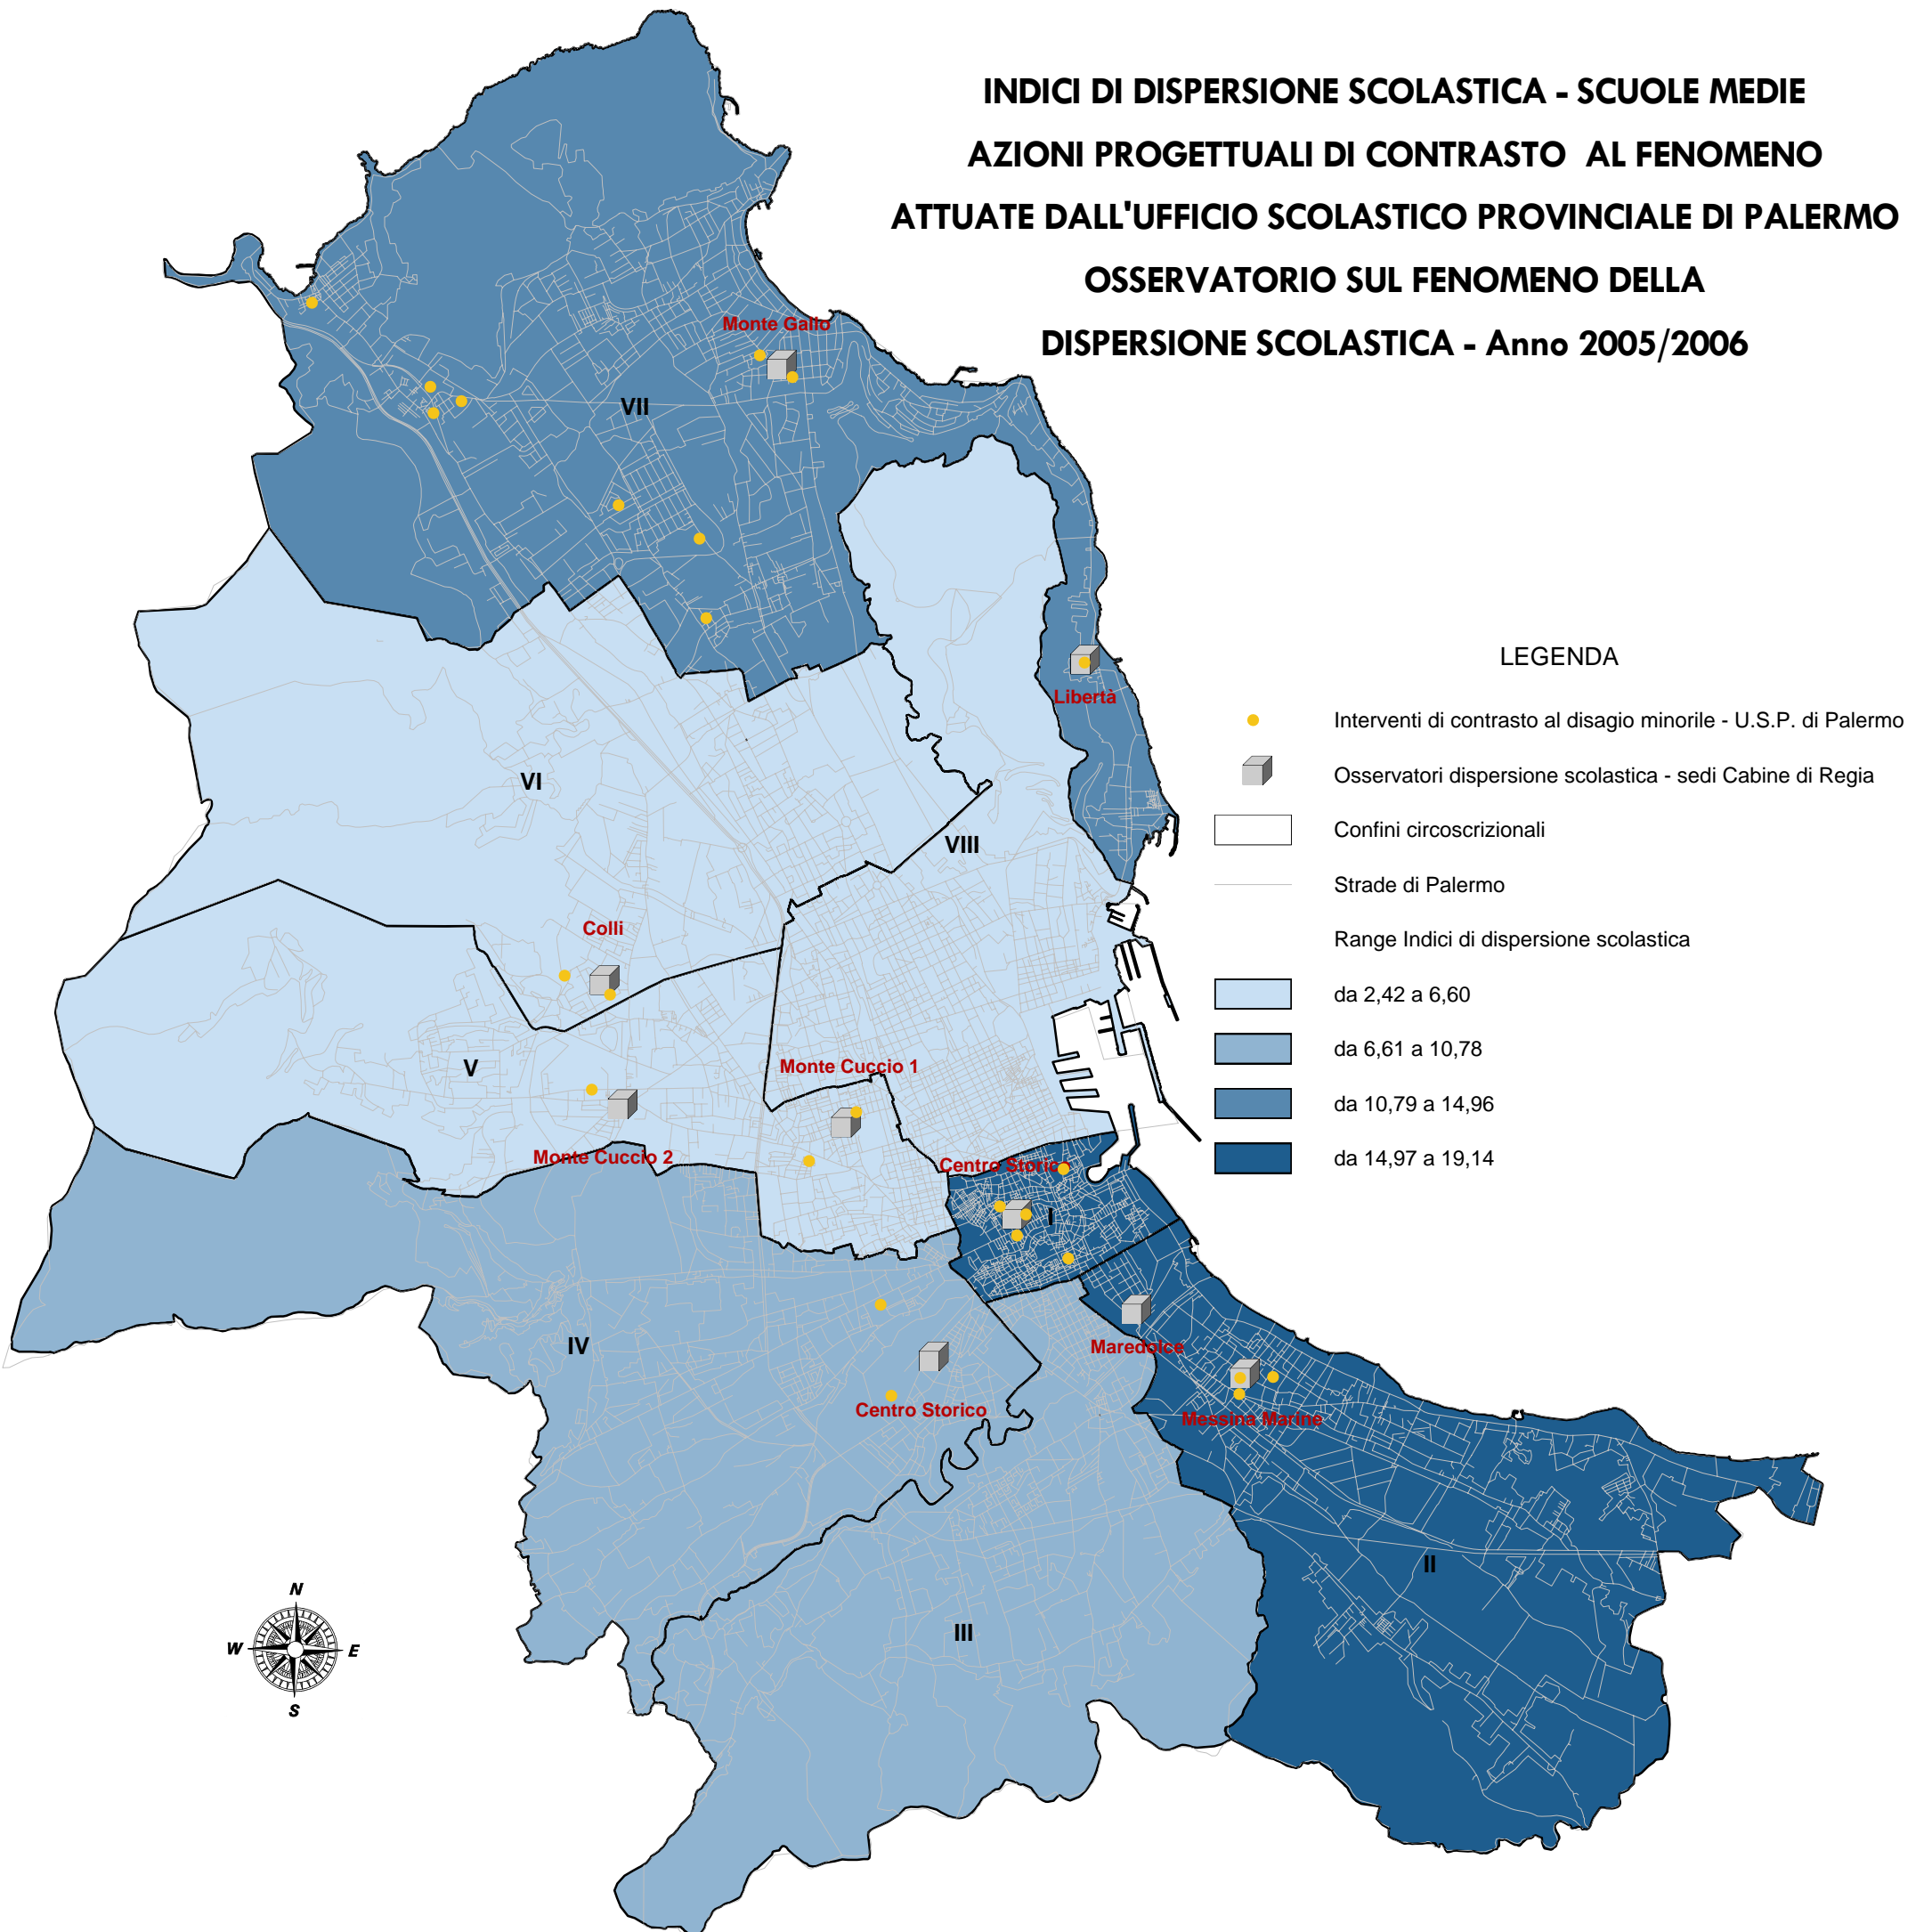 INDICI DI DISPERSIONE SCOLASTICA - SCUOLE MEDIE
AZIONI PROGETTUALI DI CONTRASTO AL FENOMENO
ATTUATE DALL'UFFICIO SCOLASTICO PROVINCIALE DI PALERMO
OSSERVATORIO SUL FENOMENO DELLA
DISPERSIONE SCOLASTICA - Anno 2005/2006
Monte Gallo
VII
LEGENDA
Libertà
Interventi di contrasto al disagio minorile - U.S.P. di Palermo
Osservatori dispersione scolastica - sedi Cabine di Regia
Confini circoscrizionali
Strade di Palermo
Range Indici di dispersione scolastica
da 2,42 a 6,60
da 6,61 a 10,78
da 10,79 a 14,96
da 14,97 a 19,14
VI
VIII
Colli
V
Monte Cuccio 1
Monte Cuccio 2
Centro Storico
I
IV
Maredolce
Centro Storico
Messina Marine
II
III
N
W
E
S